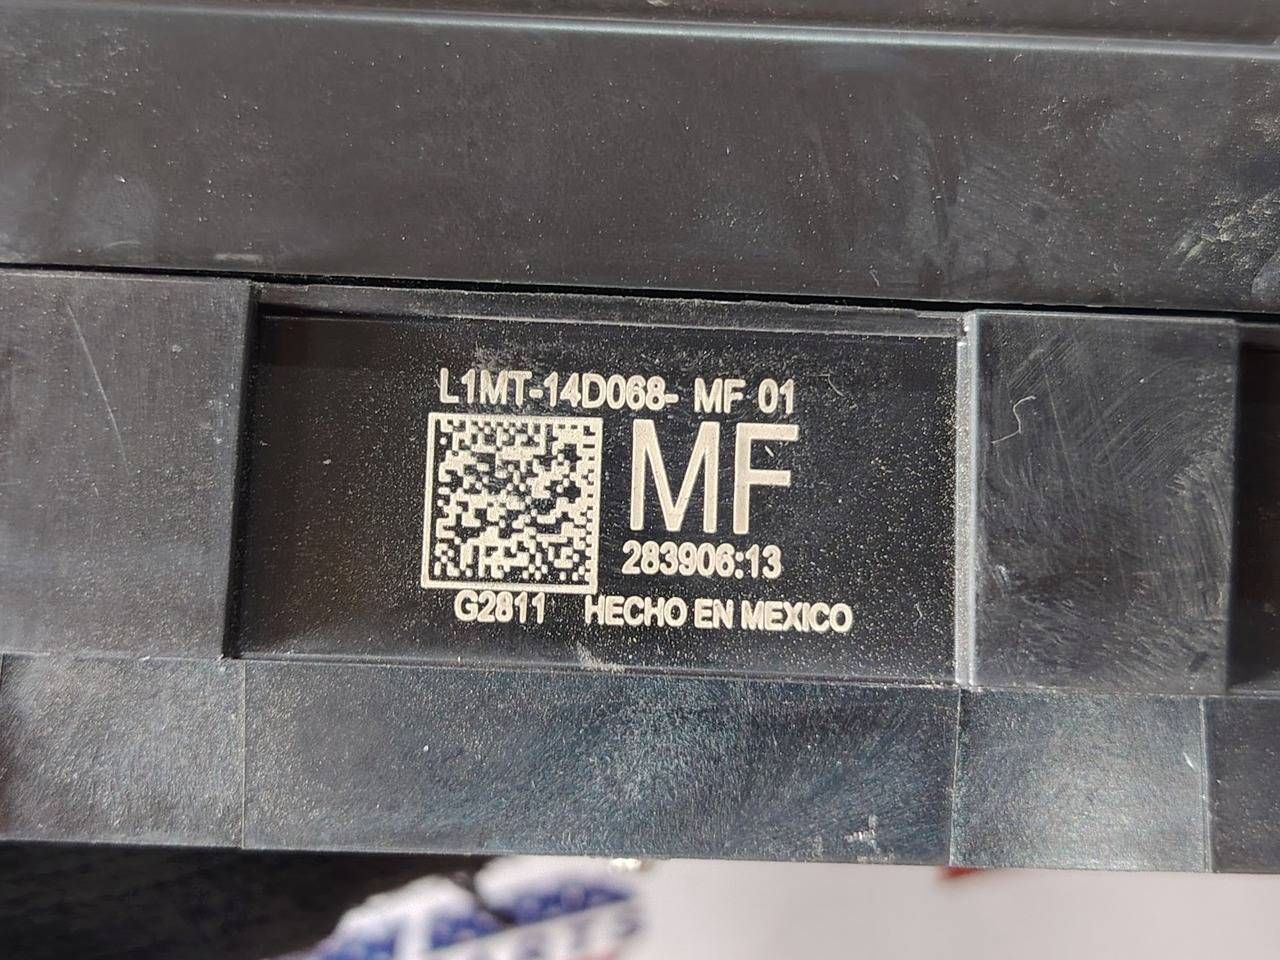 L1MT-14D068- MF 01
MF
283906:13
G2811 HECHO EN MEXICO